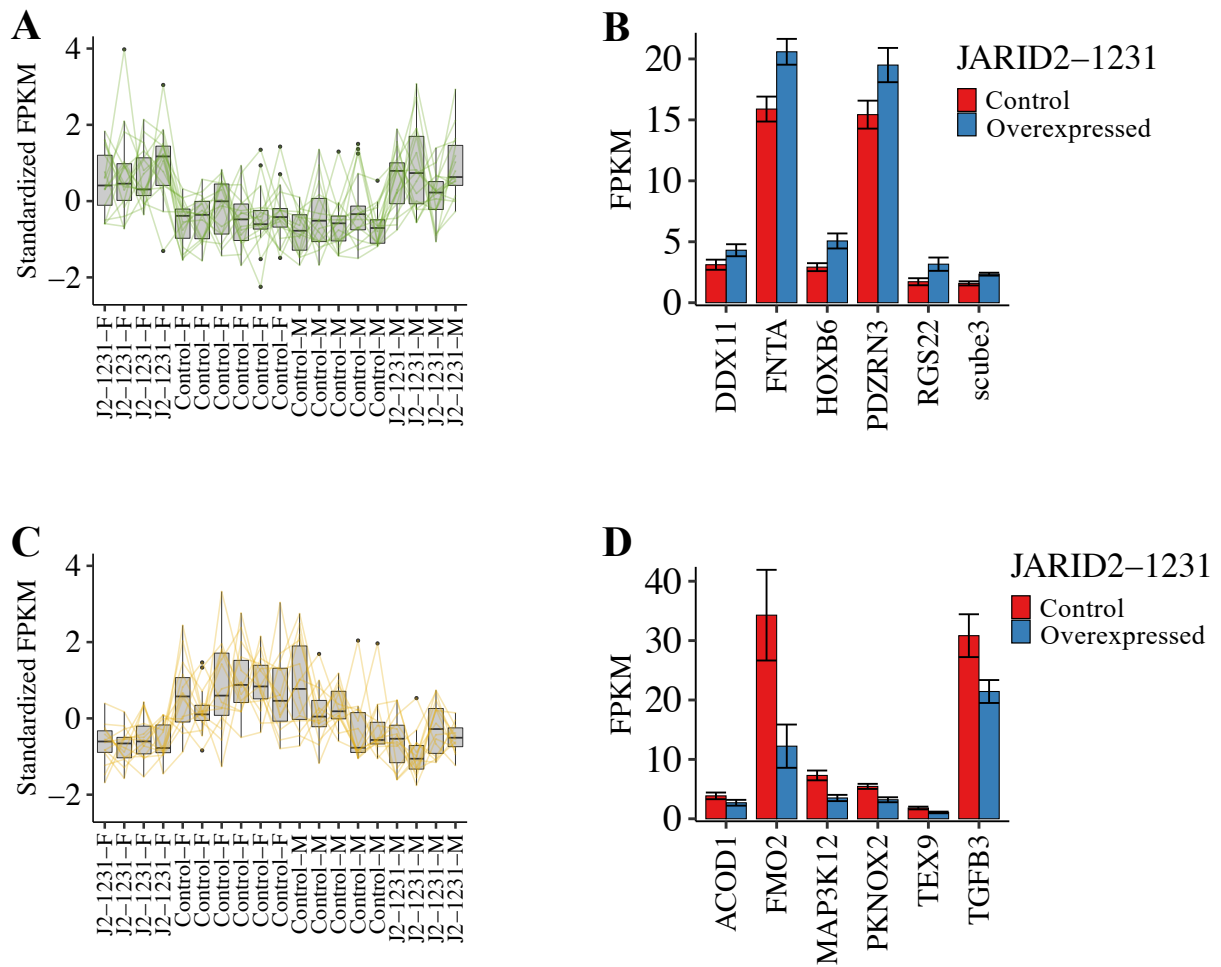 A
Standardized FPKM
4
2
0
−2
J2−1231−F
J2−1231−F
J2−1231−F
J2−1231−F
Control−F
Control−F
Control−F
Control−F
Control−F
Control−F
Control−M
Control−M
Control−M
Control−M
Control−M
J2−1231−M
J2−1231−M
J2−1231−M
J2−1231−M
B
FPKM
20
15
10
5
0
DDX11
FNTA
HOXB6
PDZRN3
RGS22
scube3
JARID2−1231
Control
Overexpressed
C
Standardized FPKM
4
2
0
−2
J2−1231−F
J2−1231−F
J2−1231−F
J2−1231−F
Control−F
Control−F
Control−F
Control−F
Control−F
Control−F
Control−M
Control−M
Control−M
Control−M
Control−M
J2−1231−M
J2−1231−M
J2−1231−M
J2−1231−M
D
FPKM
40
30
20
10
0
ACOD1
FMO2
MAP3K12
PKNOX2
TEX9
TGFB3
JARID2−1231
Control
Overexpressed